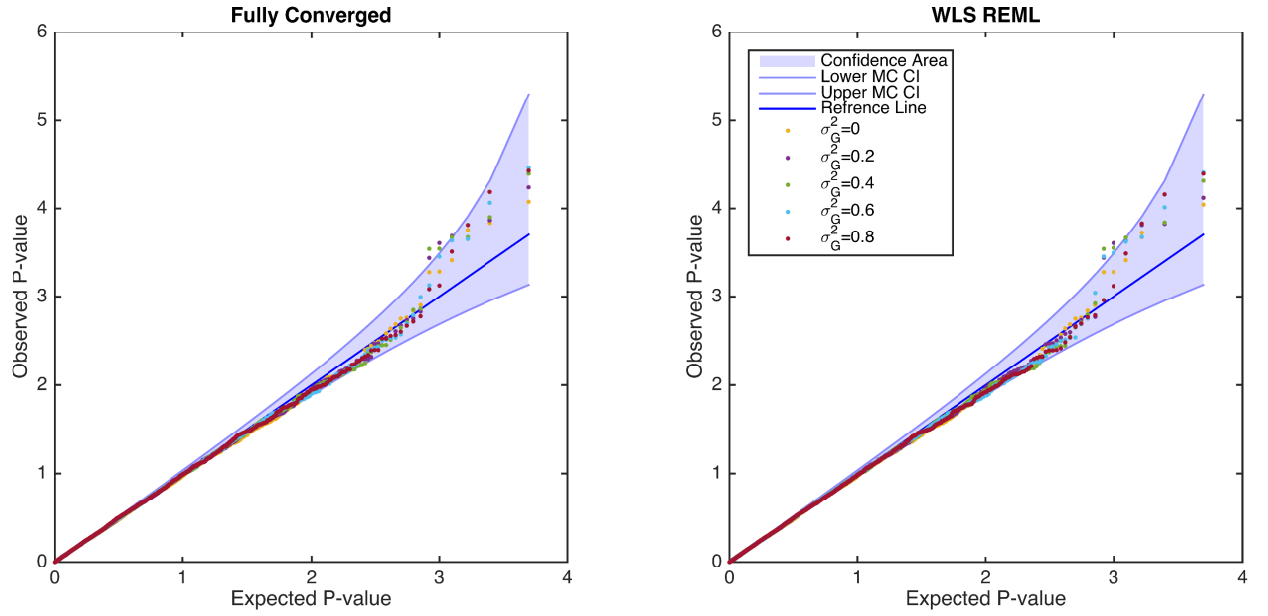 Fully Converged
6
5
4
3
2
1
0
0 1 2 3 4
Observed P-value
Expected P-value
WLS REML
6
5
4
3
2
1
0
0 1 2 3 4
Observed P-value
Expected P-value
Confidence Area
Lower MC CI
Upper MC CI
Refrence Line
σ²G=0
σ²G=0.2
σ²G=0.4
σ²G=0.6
σ²G=0.8